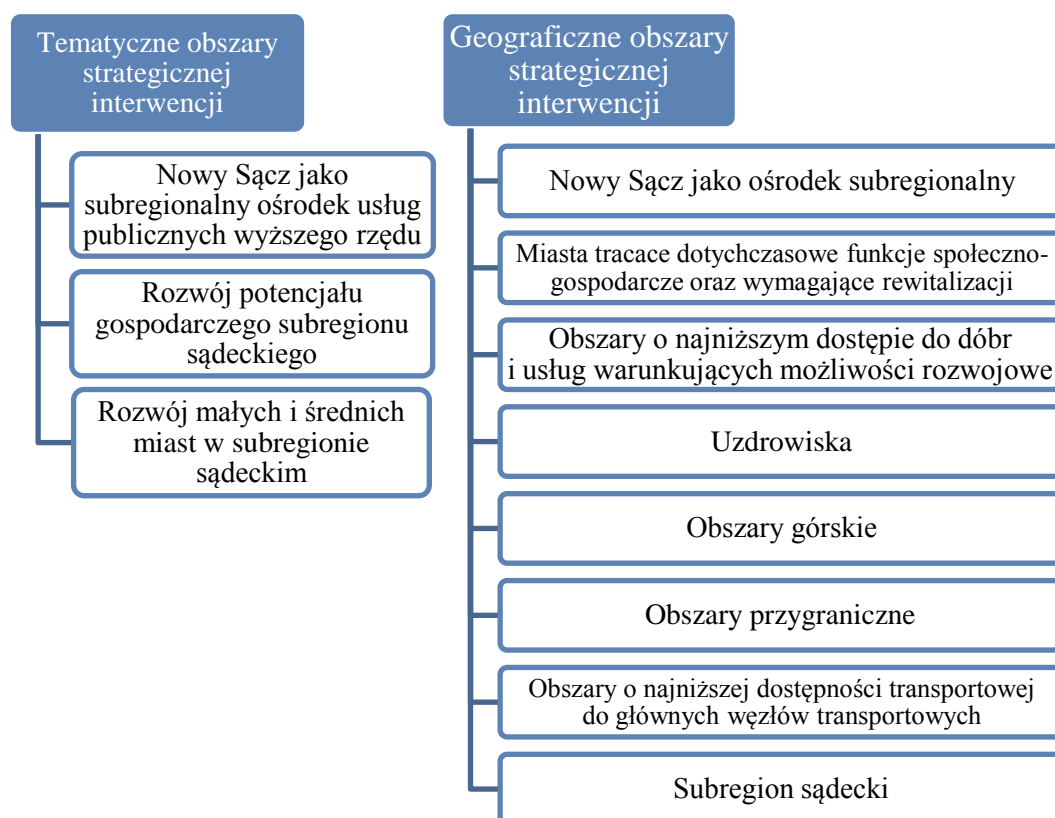 Tematyczne obszary
strategicznej
interwencji
Nowy Sącz jako
subregionalny ośrodek usług
publicznych wyższego rzędu
Rozwój potencjału
gospodarczego subregionu
sądeckiego
Rozwój małych i średnich
miast w subregionie
sądeckim
Geograficzne obszary
strategicznej
interwencji
Nowy Sącz jako ośrodek subregionalny
Miasta tracace dotychczasowe funkcje społeczno-
gospodarcze oraz wymagające rewitalizacji
Obszary o najniższym dostępie do dóbr
i usług warunkujących możliwości rozwojowe
Uzdrowiska
Obszary górskie
Obszary przygraniczne
Obszary o najniższej dostępności transportowej
do głównych węzłów transportowych
Subregion sądecki